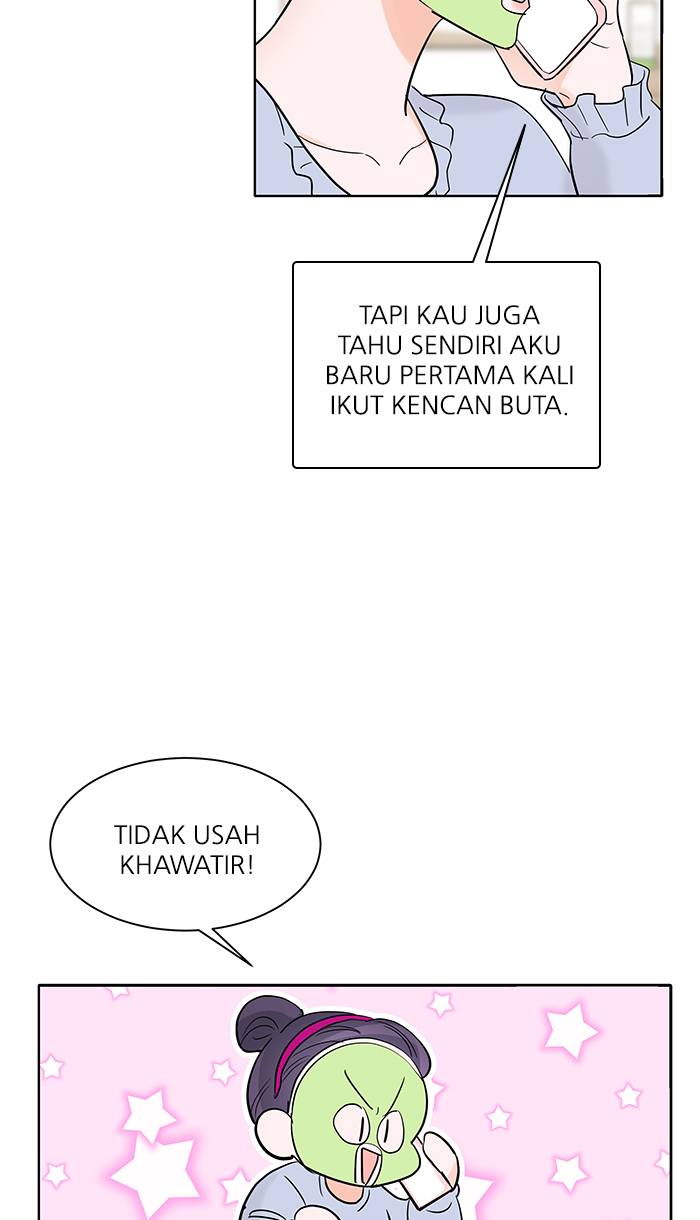 TAPI KAU JUGA
TAHU SENDIRI AKU
BARU PERTAMA KALI
IKUT KENCAN BUTA.
TIDAK USAH
KHAWATIR!